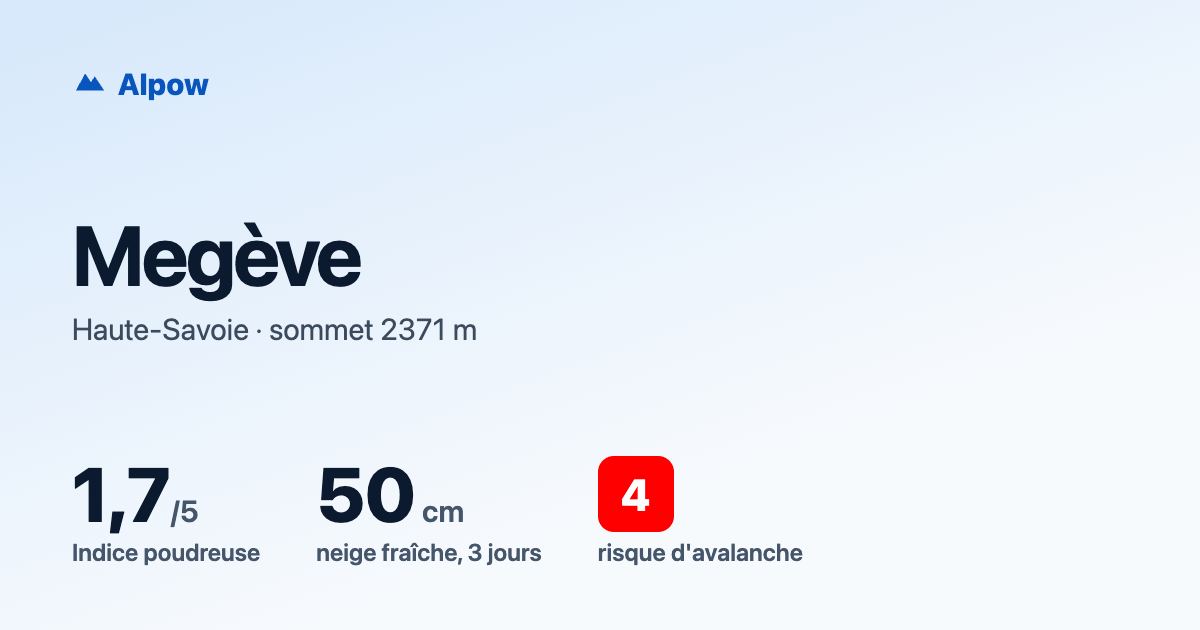 Alpow
Megève
Haute-Savoie · sommet 2371 m
1,7/5
Indice poudreuse
50 cm
neige fraîche, 3 jours
4
risque d'avalanche